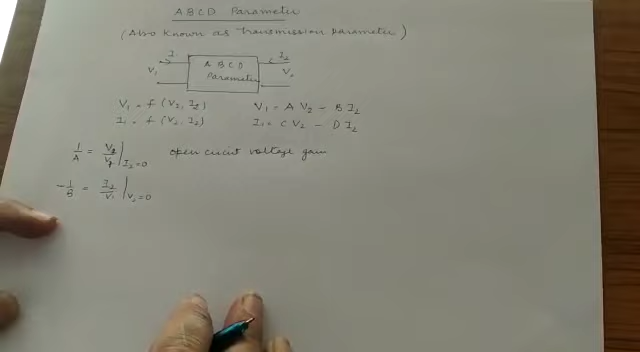 ABCD Parameter
(Also known as Transmission parameter)
I₁ I₂
V₁ ABCD Parameter V₂
V₁ = f (V₂, I₂) V₁ = A V₂ - B I₂
I₁ = f (V₂, I₂) I₁ = C V₂ - D I₂
1/A = V₂/V₁ | I₂=0 open circuit voltage gain
-1/B = I₂/V₁ | V₂=0